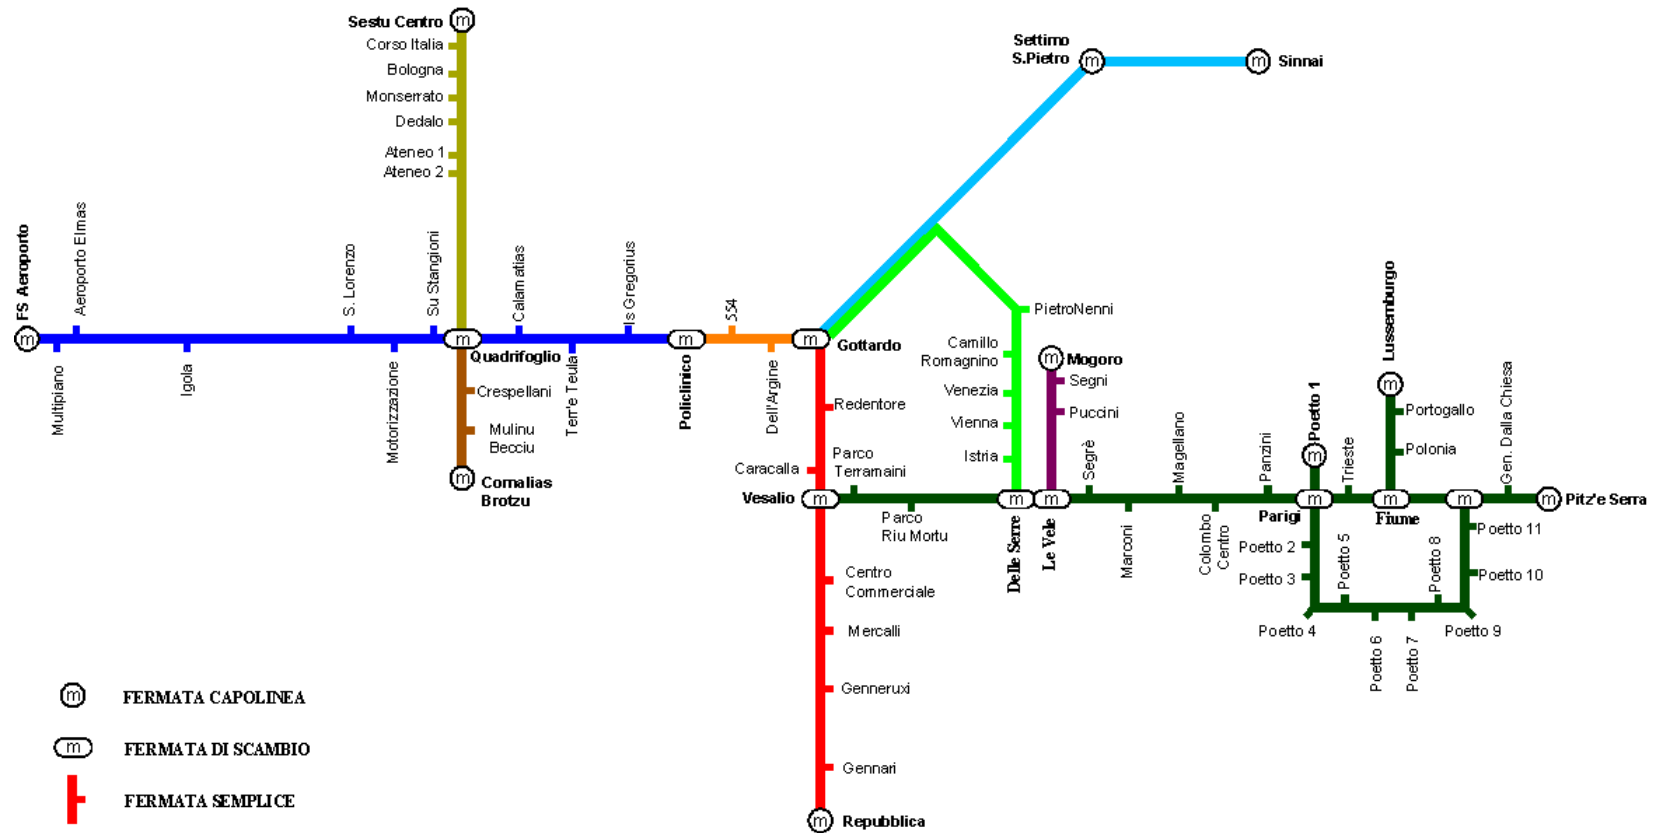 Sestu Centro
Corso Italia
Bologna
Monserrato
Dedalo
Ateneo 1
Ateneo 2
Settimo
S.Pietro
Sinnai
FS Aeroporto
Aeroporto Elmas
S. Lorenzo
Su Stangioni
Calamatias
Is Gregorius
554
Multipiano
Igola
Motorizzazione
Quadrifoglio
Terr'e Teula
Policlinico
Dell'Argine
Gottardo
Crespellani
Mulinu
Becciu
Cornalias
Brotzu
Redentore
Caracalla
Parco
Terramaini
Vesalio
Parco
Riu Mortu
PietroNenni
Camillo
Romagnino
Venezia
Vienna
Istria
Delle Serre
Mogoro
Segni
Puccini
Le Vele
Segrè
Marconi
Magellano
Colombo
Centro
Panzini
Poetto 1
Parigi
Trieste
Lussemburgo
Portogallo
Polonia
Fiume
Gen. Dalla Chiesa
Pitz'e Serra
Poetto 2
Poetto 3
Poetto 4
Poetto 5
Poetto 6
Poetto 7
Poetto 8
Poetto 9
Poetto 10
Poetto 11
Centro
Commerciale
Mercalli
Genneruxi
Gennari
Repubblica
m FERMATA CAPOLINEA
m FERMATA DI SCAMBIO
FERMATA SEMPLICE